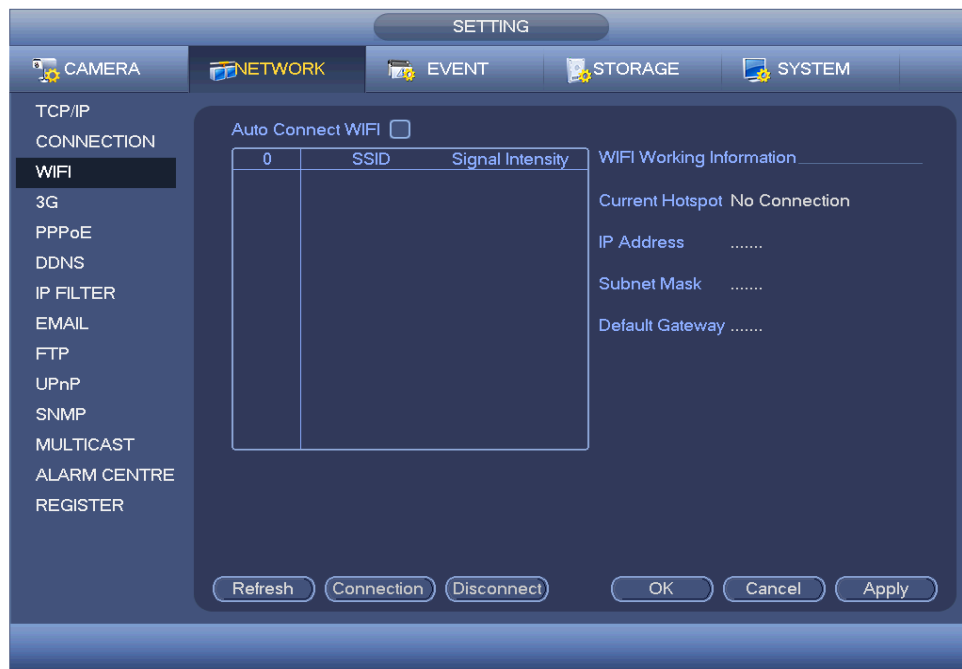 SETTING
CAMERA NETWORK EVENT STORAGE SYSTEM
TCP/IP
CONNECTION
WIFI
3G
PPPoE
DDNS
IP FILTER
EMAIL
FTP
UPnP
SNMP
MULTICAST
ALARM CENTRE
REGISTER
Auto Connect WIFI
0 SSID Signal Intensity
WIFI Working Information
Current Hotspot No Connection
IP Address .......
Subnet Mask .......
Default Gateway .......
Refresh Connection Disconnect OK Cancel Apply